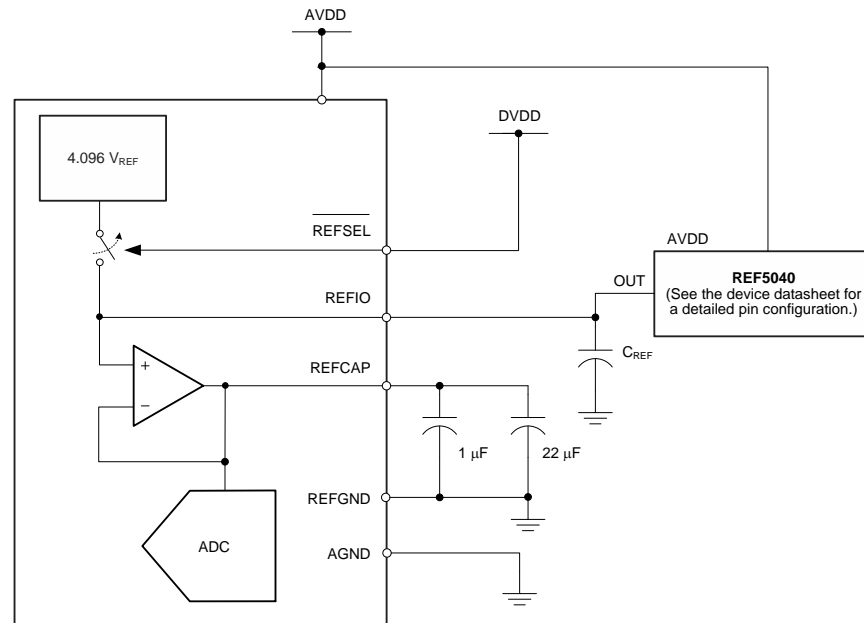 AVDD
DVDD
4.096 VREF
REFSEL
AVDD
REF5040
(See the device datasheet for
a detailed pin configuration.)
OUT
REFIO
CREF
REFCAP
+
−
1 μF
22 μF
REFGND
ADC
AGND